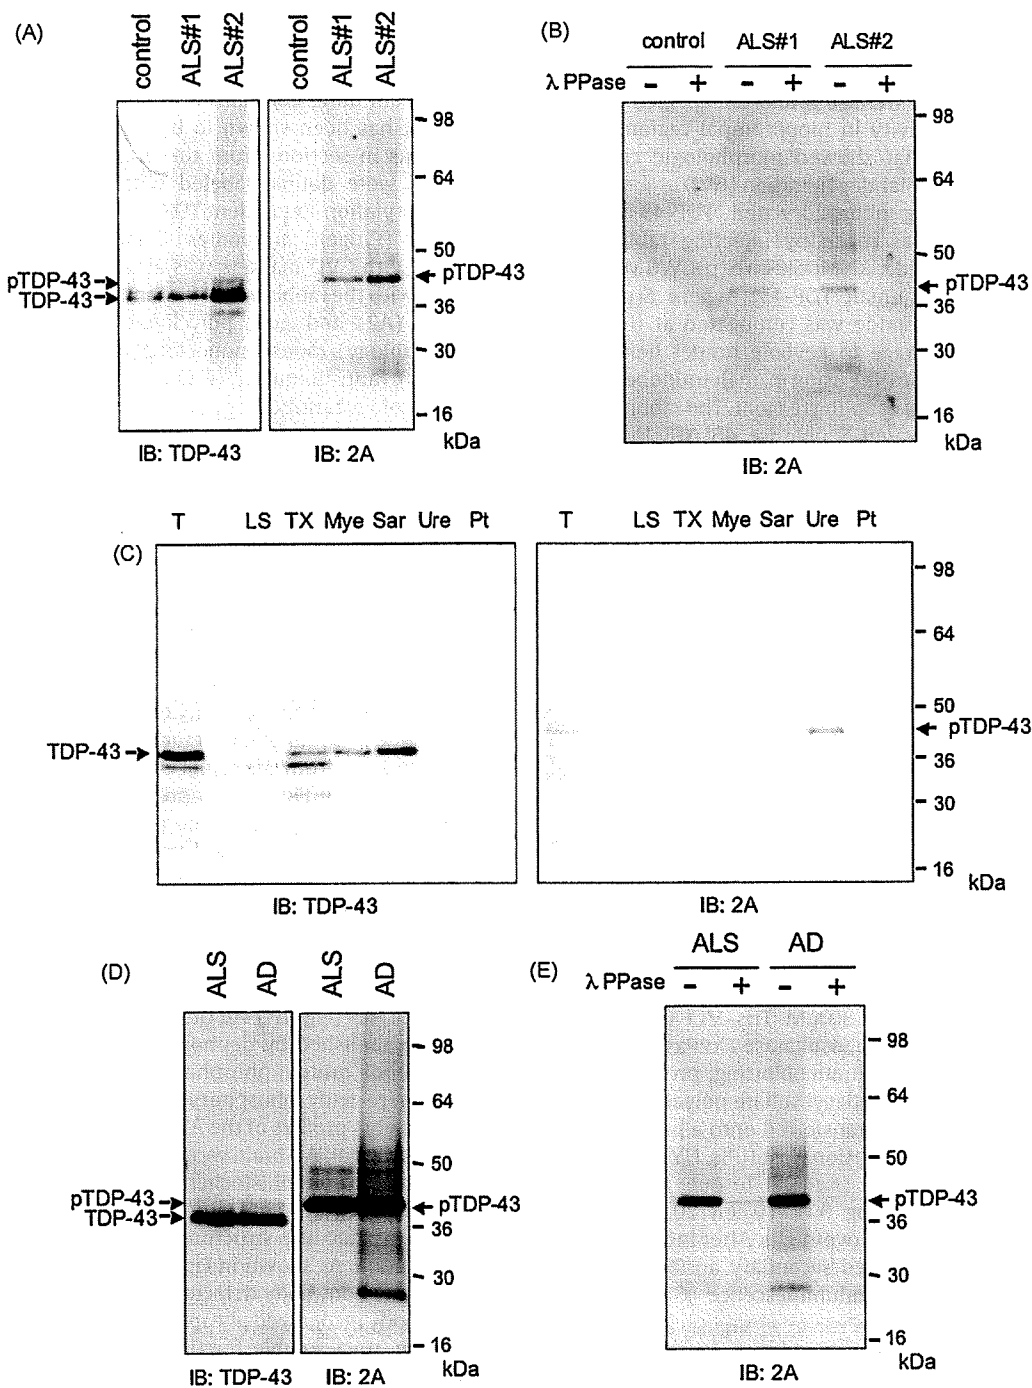 (A)
control ALS#1 ALS#2
control ALS#1 ALS#2
pTDP-43
TDP-43
98
64
50
pTDP-43
36
30
16
kDa
IB: TDP-43
IB: 2A
(B)
control ALS#1 ALS#2
λ PPase - + - + - +
98
64
50
pTDP-43
36
30
16
kDa
IB: 2A
(C)
T LS TX Mye Sar Ure Pt
T LS TX Mye Sar Ure Pt
TDP-43
98
64
50
pTDP-43
36
30
16
kDa
IB: TDP-43
IB: 2A
(D)
ALS AD
ALS AD
pTDP-43
TDP-43
98
64
50
pTDP-43
36
30
16
kDa
IB: TDP-43
IB: 2A
(E)
ALS AD
λ PPase - + - +
98
64
50
pTDP-43
36
30
16
kDa
IB: 2A